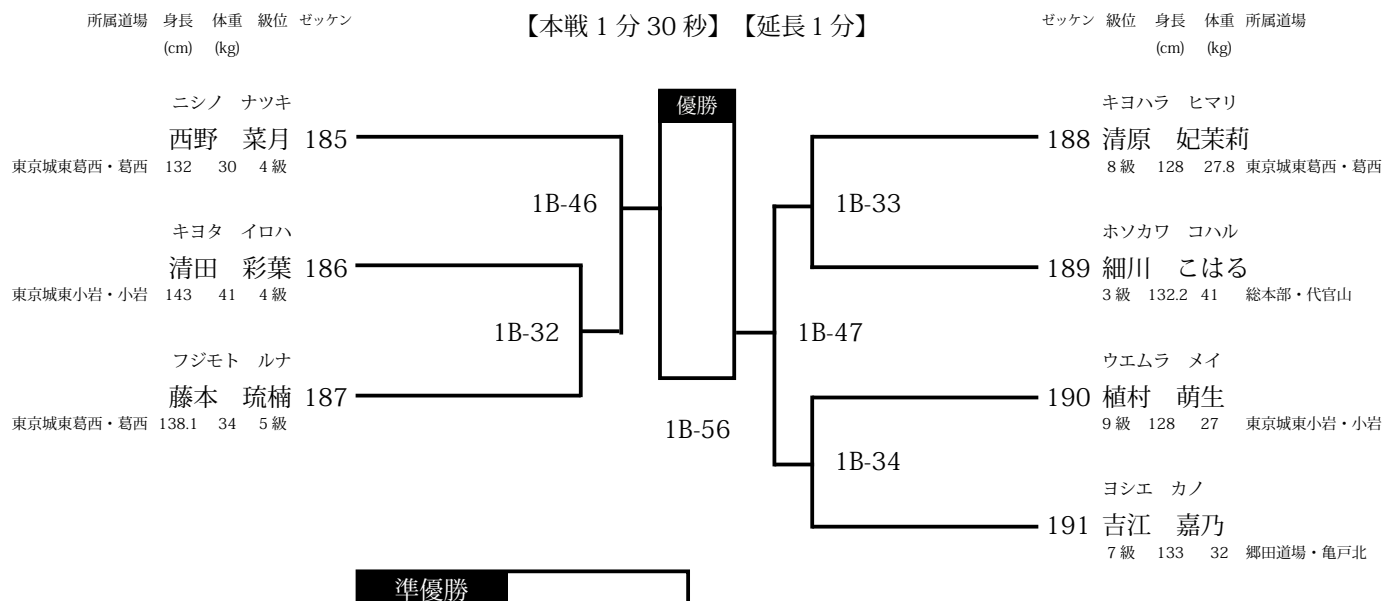 所属道場 身長 体重 級位 ゼッケン
(cm) (kg)
【本戦 1 分 30 秒】【延長 1 分】
ゼッケン 級位 身長 体重 所属道場
(cm) (kg)
ニシノ ナツキ
西野 菜月 185
東京城東葛西・葛西 132 30 4 級
キヨタ イロハ
清田 彩葉 186
東京城東小岩・小岩 143 41 4 級
フジモト ルナ
藤本 琉楠 187
東京城東葛西・葛西 138.1 34 5 級
1B-46
1B-32
優勝
1B-56
キヨハラ ヒマリ
188 清原 妃茉莉
8 級 128 27.8 東京城東葛西・葛西
1B-33
ホソカワ コハル
189 細川 こはる
3 級 132.2 41 総本部・代官山
1B-47
ウエムラ メイ
190 植村 萌生
9 級 128 27 東京城東小岩・小岩
1B-34
ヨシエ カノ
191 吉江 嘉乃
7 級 133 32 郷田道場・亀戸北
準優勝